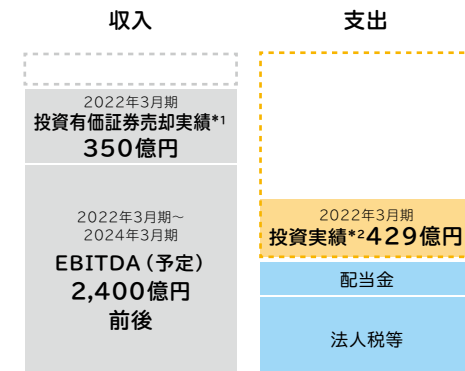 収入
2022年3月期
投資有価証券売却実績*1
350億円
2022年3月期～
2024年3月期
EBITDA（予定）
2,400億円
前後
支出
2022年3月期
投資実績*2429億円
配当金
法人税等